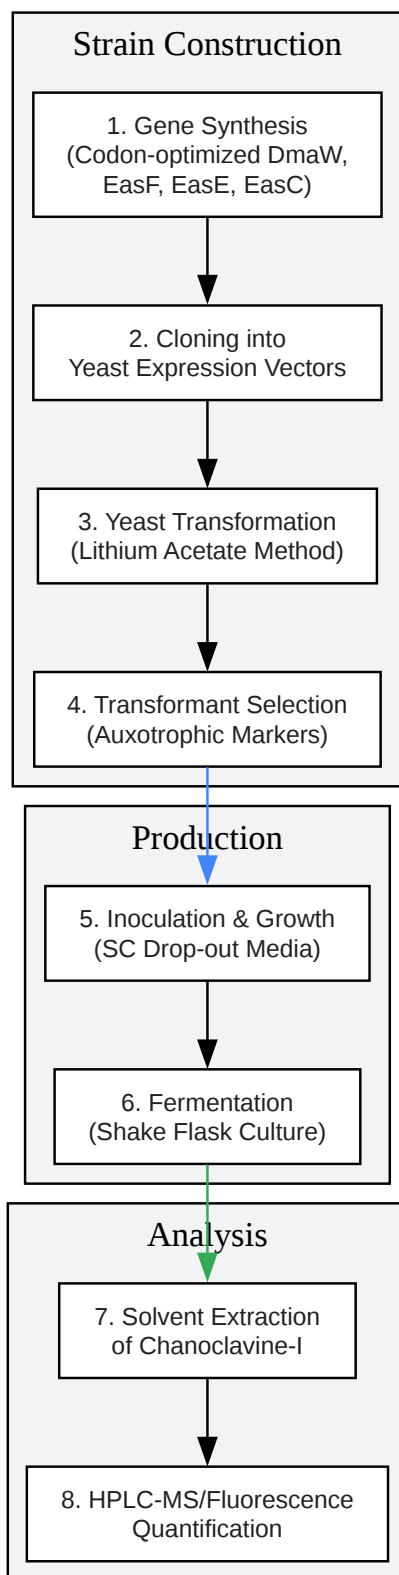 Strain Construction
1. Gene Synthesis
(Codon-optimized DmaW,
EasF, EasE, EasC)
2. Cloning into
Yeast Expression Vectors
3. Yeast Transformation
(Lithium Acetate Method)
4. Transformant Selection
(Auxotrophic Markers)
Production
5. Inoculation & Growth
(SC Drop-out Media)
6. Fermentation
(Shake Flask Culture)
Analysis
7. Solvent Extraction
of Chanoclavine-I
8. HPLC-MS/Fluorescence
Quantification